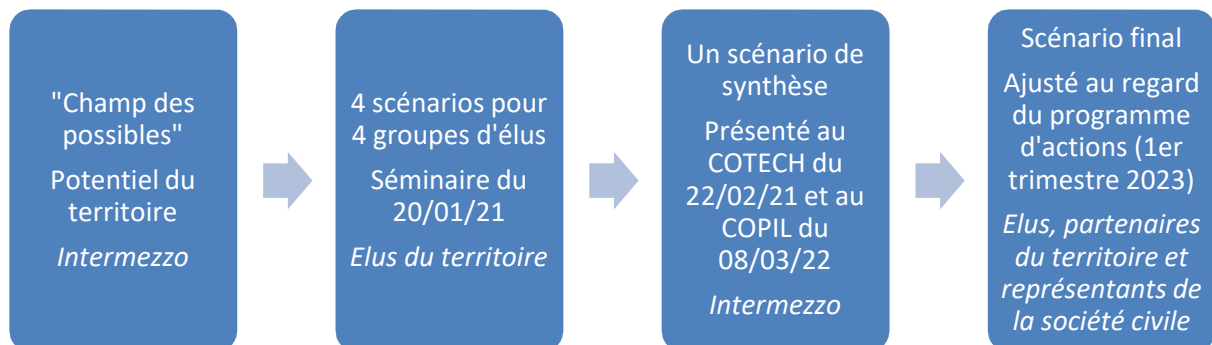 "Champ des
possibles"
Potentiel du
territoire
Intermezzo
4 scénarios pour
4 groupes d'élus
Séminaire du
20/01/21
Elus du territoire
Un scénario de
synthèse
Présenté au
COTECH du
22/02/21 et au
COPIL du
08/03/22
Intermezzo
Scénario final
Ajusté au regard
du programme
d'actions (1er
trimestre 2023)
Elus, partenaires
du territoire et
représentants de
la société civile